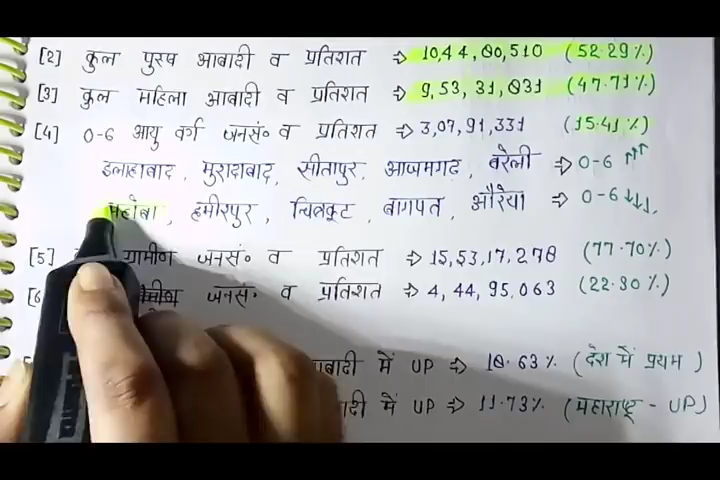 [2] कुल पुरुष आबादी व प्रतिशत => 10,44,80,510 (52.29%)
[3] कुल महिला आबादी व प्रतिशत => 9,53,31,831 (47.71%)
[4] 0-6 आयु वर्ग जनसं० व प्रतिशत => 3,07,91,331 (15.41%)
इलाहाबाद, मुरादाबाद, सीतापुर, आजमगढ, बरेली => 0-6 ↑↑↑
महोबा, हमीरपुर, चित्रकूट, बागपत, औरैया => 0-6 ↓↓↓
[5] ग्रामीण जनसं० व प्रतिशत => 15,53,17,278 (77.70%)
जनसं० व प्रतिशत => 4,44,95,063 (22.30%)
में UP => 18.63% (देश में प्रथम)
में UP => 11.73% (महाराष्ट्र - UP)